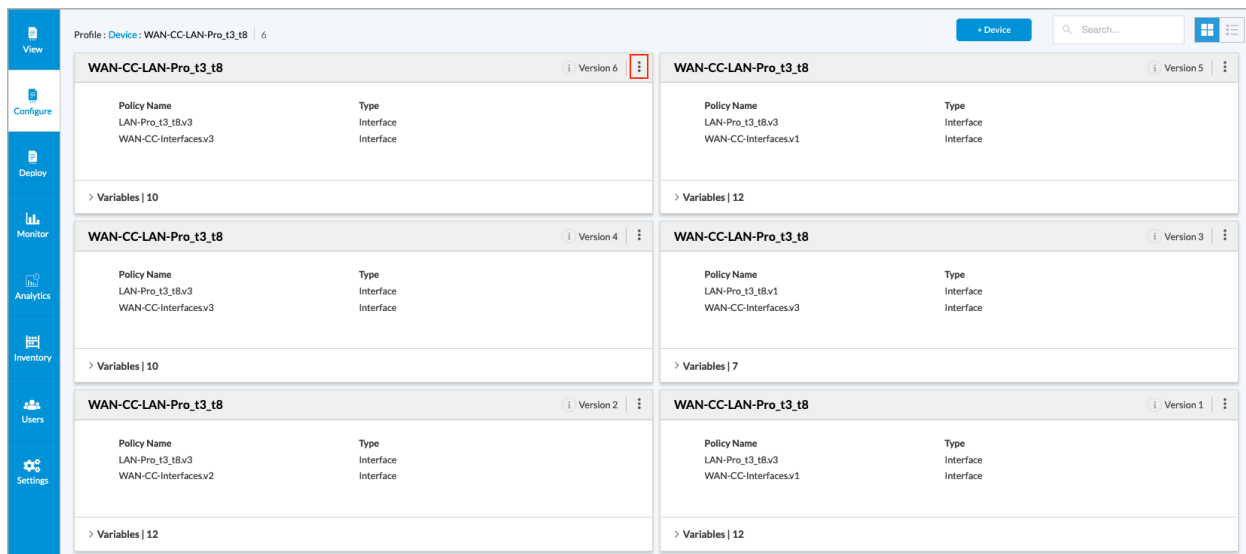 View
Configure
Deploy
Monitor
Analytics
Inventory
Users
Settings
Profile : Device : WAN-CC-LAN-Pro_t3_t8 | 6
+ Device
Search...
WAN-CC-LAN-Pro_t3_t8
i Version 6
Policy Name Type
LAN-Pro_t3_t8.v3 Interface
WAN-CC-Interfaces.v3 Interface
> Variables | 10
WAN-CC-LAN-Pro_t3_t8
i Version 5
Policy Name Type
LAN-Pro_t3_t8.v3 Interface
WAN-CC-Interfaces.v1 Interface
> Variables | 12
WAN-CC-LAN-Pro_t3_t8
i Version 4
Policy Name Type
LAN-Pro_t3_t8.v3 Interface
WAN-CC-Interfaces.v3 Interface
> Variables | 10
WAN-CC-LAN-Pro_t3_t8
i Version 3
Policy Name Type
LAN-Pro_t3_t8.v1 Interface
WAN-CC-Interfaces.v3 Interface
> Variables | 7
WAN-CC-LAN-Pro_t3_t8
i Version 2
Policy Name Type
LAN-Pro_t3_t8.v3 Interface
WAN-CC-Interfaces.v2 Interface
> Variables | 12
WAN-CC-LAN-Pro_t3_t8
i Version 1
Policy Name Type
LAN-Pro_t3_t8.v3 Interface
WAN-CC-Interfaces.v1 Interface
> Variables | 12